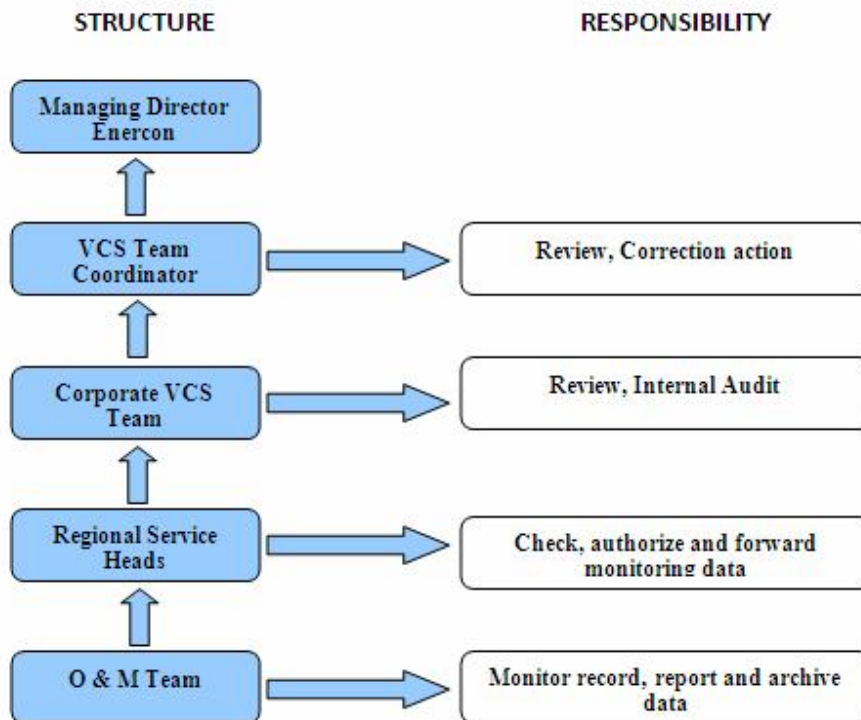 STRUCTURE
RESPONSIBILITY
Managing Director
Enercon
VCS Team
Coordinator
Review, Correction action
Corporate VCS
Team
Review, Internal Audit
Regional Service
Heads
Check, authorize and forward
monitoring data
O & M Team
Monitor record, report and archive
data